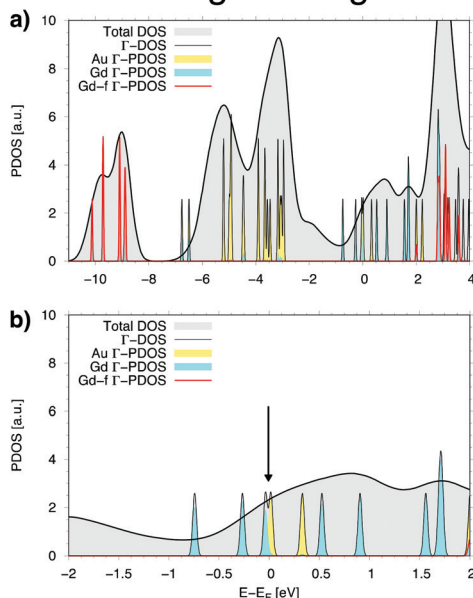 a)
Total DOS
Γ−DOS
Au Γ−PDOS
Gd Γ−PDOS
Gd−f Γ−PDOS
PDOS [a.u.]
10
8
6
4
2
0
−10 −8 −6 −4 −2 0 2 4
b)
Total DOS
Γ−DOS
Au Γ−PDOS
Gd Γ−PDOS
Gd−f Γ−PDOS
PDOS [a.u.]
10
8
6
4
2
0
−2 −1.5 −1 −0.5 0 0.5 1 1.5 2
E−E_F [eV]